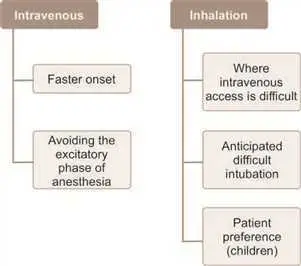 Intravenous
Faster onset
Avoiding the
excitatory
phase of
anesthesia
Inhalation
Where
intravenous
access is difficult
Anticipated
difficult
intubation
Patient
preference
(children)